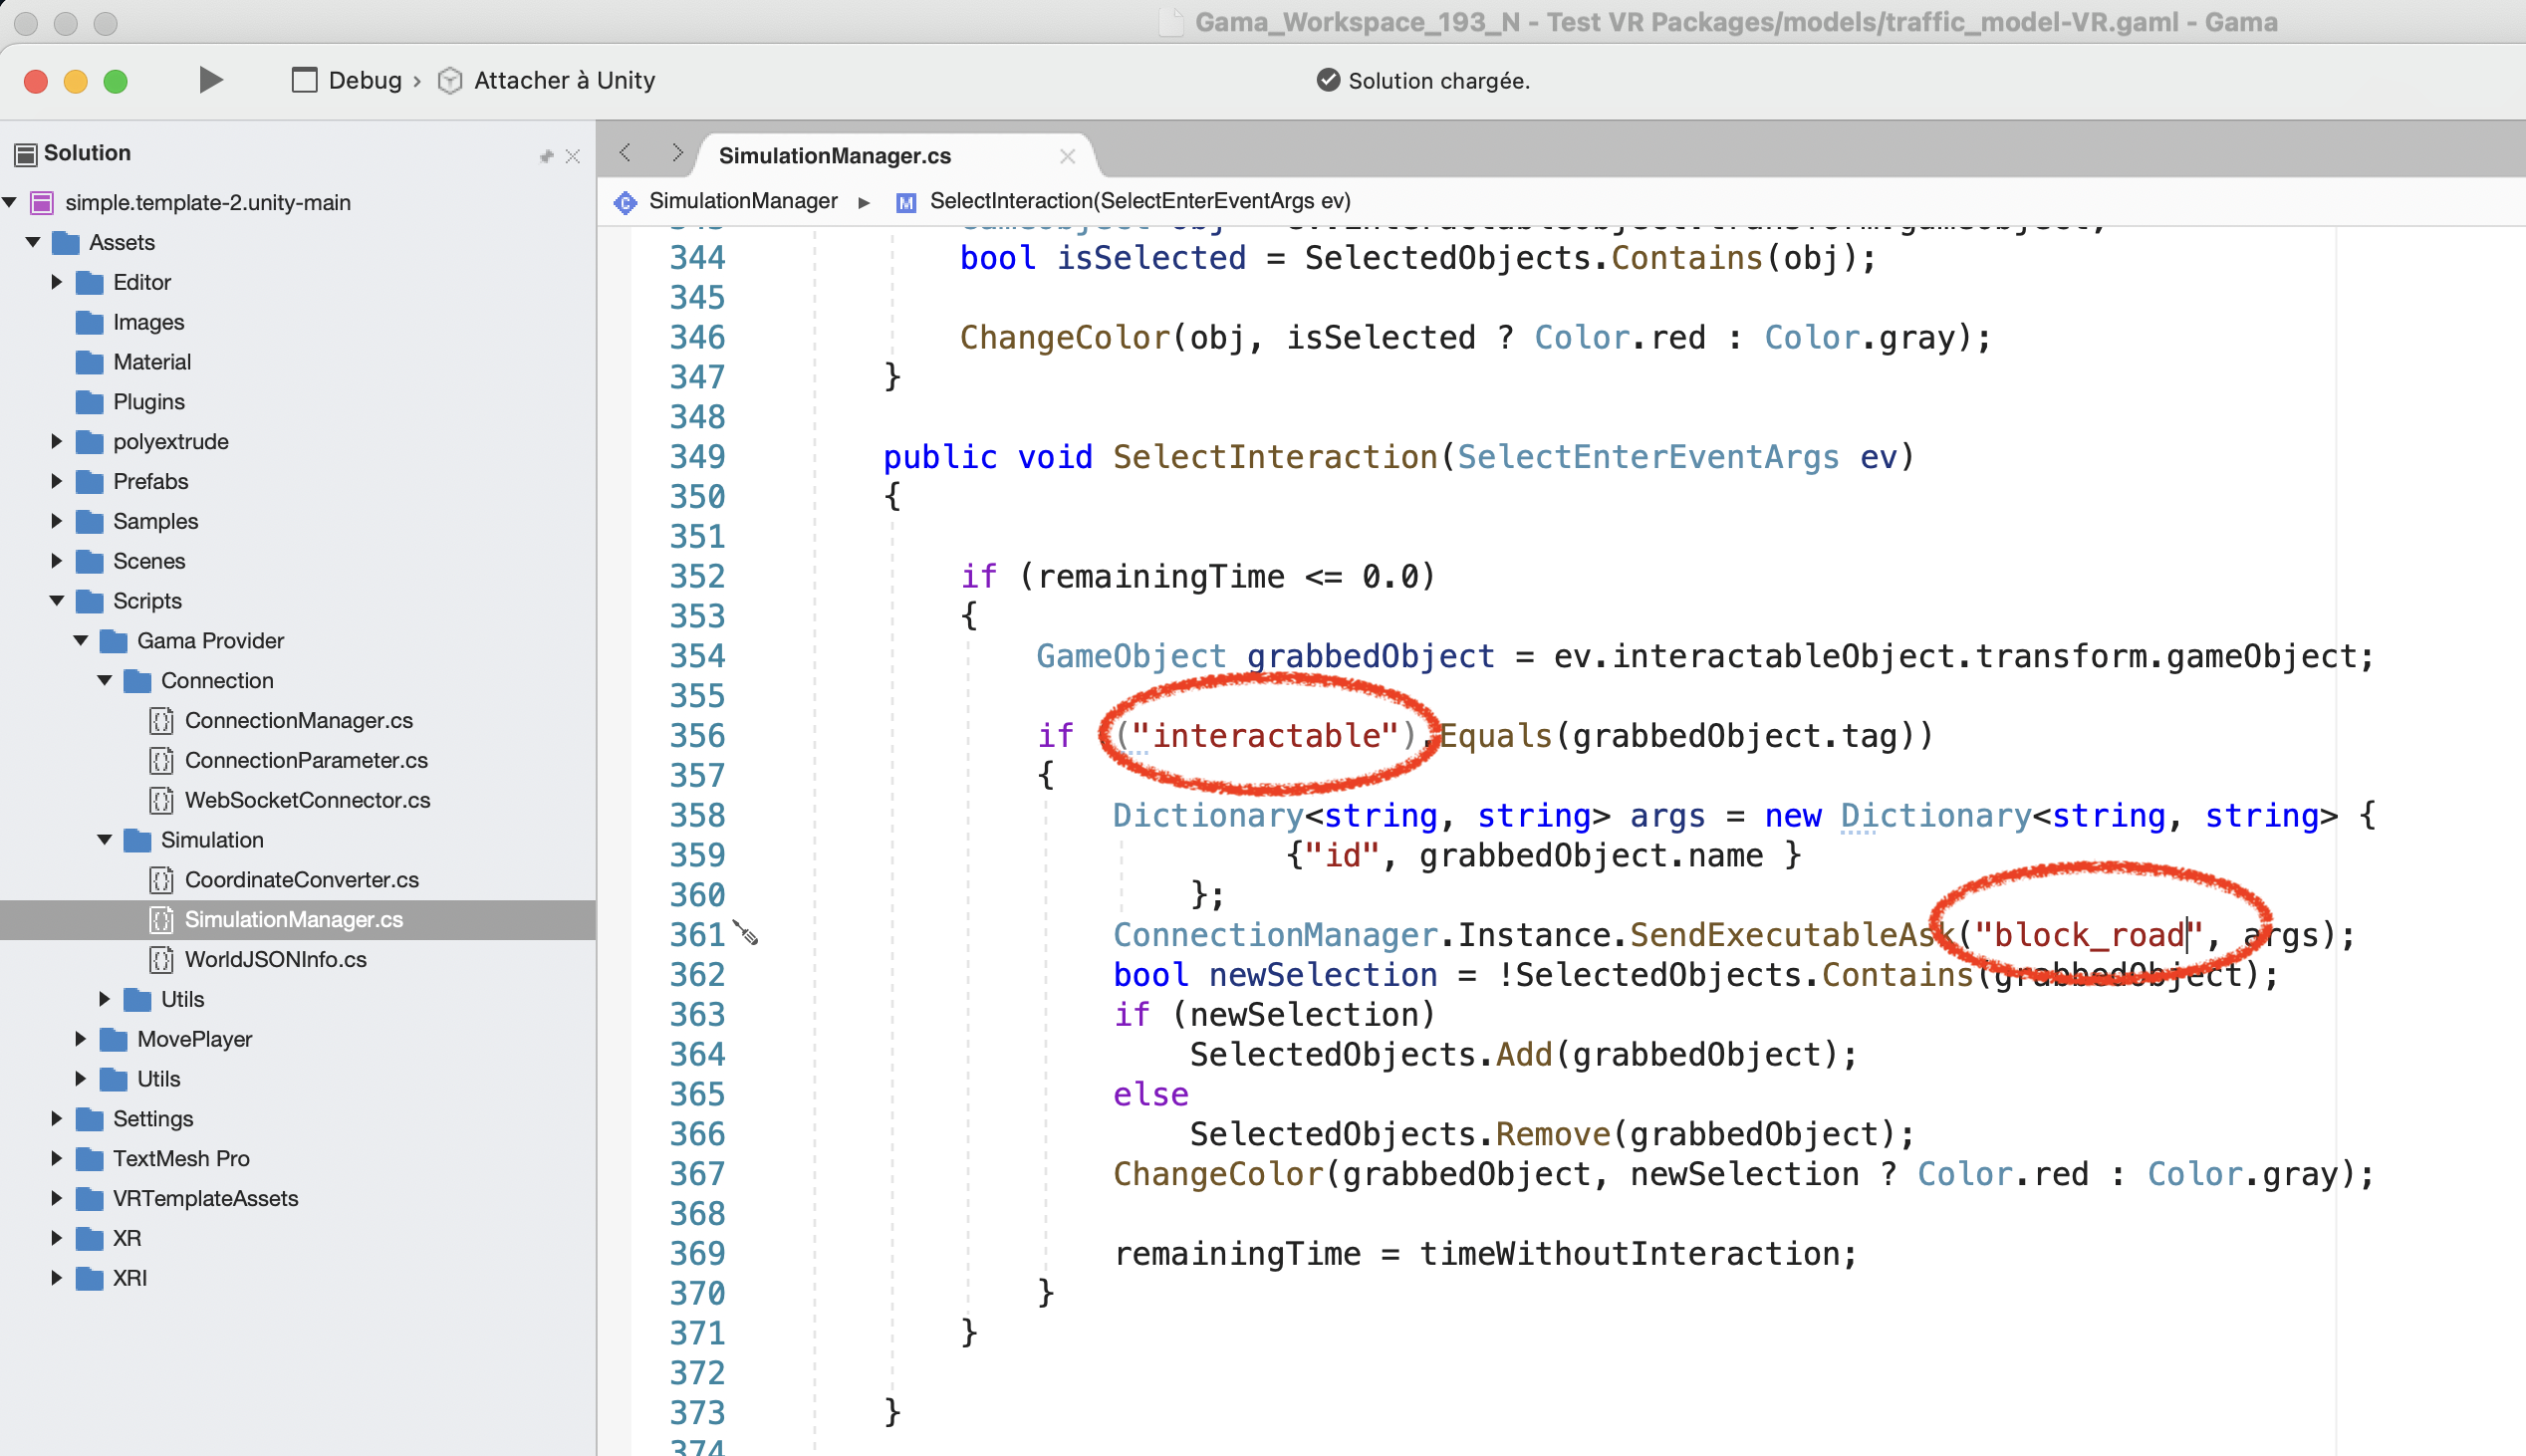 Gama_Workspace_193_N - Test VR Packages/models/traffic_model-VR.gaml - Gama
Debug › Attacher à Unity
Solution chargée.
Solution
simple.template-2.unity-main
Assets
Editor
Images
Material
Plugins
polyextrude
Prefabs
Samples
Scenes
Scripts
Gama Provider
Connection
ConnectionManager.cs
ConnectionParameter.cs
WebSocketConnector.cs
Simulation
CoordinateConverter.cs
SimulationManager.cs
WorldJSONInfo.cs
Utils
MovePlayer
Utils
Settings
TextMesh Pro
VRTemplateAssets
XR
XRI
SimulationManager.cs
SimulationManager ▸ M SelectInteraction(SelectEnterEventArgs ev)
344 bool isSelected = SelectedObjects.Contains(obj);
345
346 ChangeColor(obj, isSelected ? Color.red : Color.gray);
347 }
348
349 public void SelectInteraction(SelectEnterEventArgs ev)
350 {
351
352 if (remainingTime <= 0.0)
353 {
354 GameObject grabbedObject = ev.interactableObject.transform.gameObject;
355
356 if (("interactable").Equals(grabbedObject.tag))
357 {
358 Dictionary<string, string> args = new Dictionary<string, string> {
359 {"id", grabbedObject.name }
360 };
361 ConnectionManager.Instance.SendExecutableAsk("block_road", args);
362 bool newSelection = !SelectedObjects.Contains(grabbedObject);
363 if (newSelection)
364 SelectedObjects.Add(grabbedObject);
365 else
366 SelectedObjects.Remove(grabbedObject);
367 ChangeColor(grabbedObject, newSelection ? Color.red : Color.gray);
368
369 remainingTime = timeWithoutInteraction;
370 }
371 }
372
373 }
374